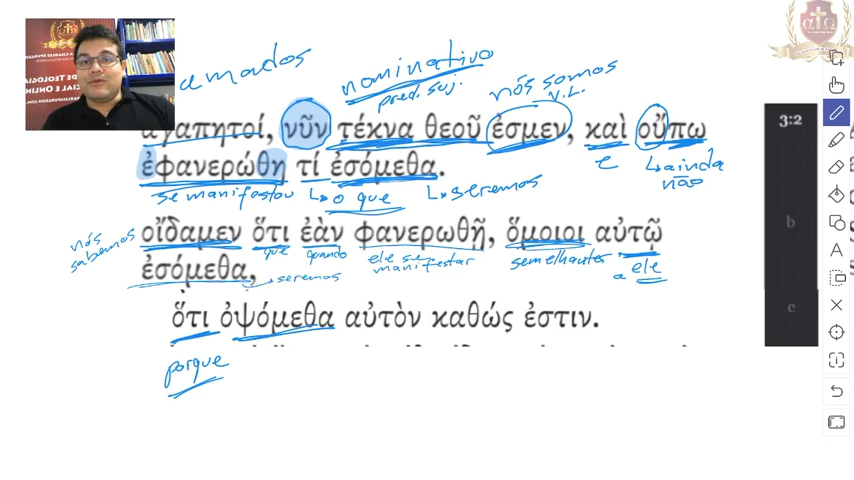 amados
nominativo
pred. suj.
nós somos
V.L.
ἀγαπητοί, νῦν τέκνα θεοῦ ἐσμεν, καὶ οὔπω
e
ainda
não
ἐφανερώθη τί ἐσόμεθα.
se manifestou
o que
seremos
nós
sabemos
οἴδαμεν ὅτι ἐὰν φανερωθῇ, ὅμοιοι αὐτῷ
que
quando
ele se
manifestar
semelhantes
a ele
ἐσόμεθα,
seremos
ὅτι ὀψόμεθα αὐτὸν καθώς ἐστιν.
porque
3:2
b
c